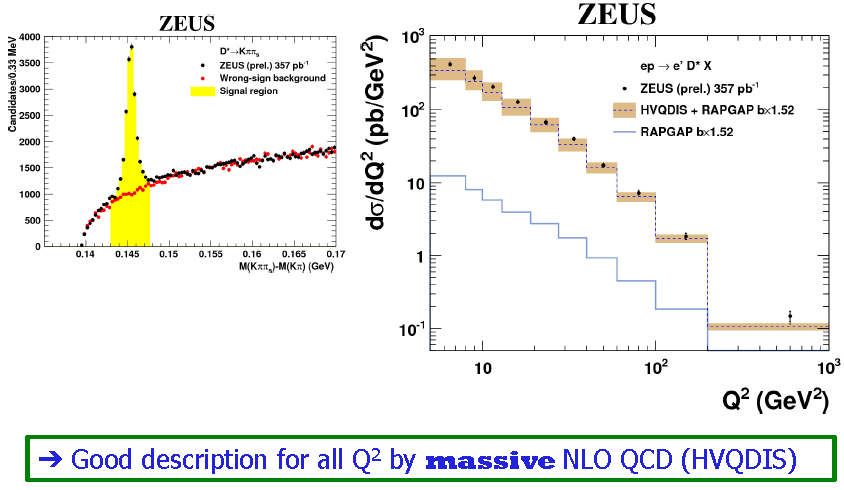 ZEUS
Candidates/0.33 MeV
4000
3500
3000
2500
2000
1500
1000
500
0
D*→Kππₛ
ZEUS (prel.) 357 pb⁻¹
Wrong-sign background
Signal region
0.14 0.145 0.15 0.155 0.16 0.165 0.17
M(Kππₛ)-M(Kπ) (GeV)
ZEUS
dσ/dQ² (pb/GeV²)
10³
10²
10
1
10⁻¹
ep → e' D* X
ZEUS (prel.) 357 pb⁻¹
HVQDIS + RAPGAP b×1.52
RAPGAP b×1.52
10 10² 10³
Q² (GeV²)
➔ Good description for all Q² by massive NLO QCD (HVQDIS)